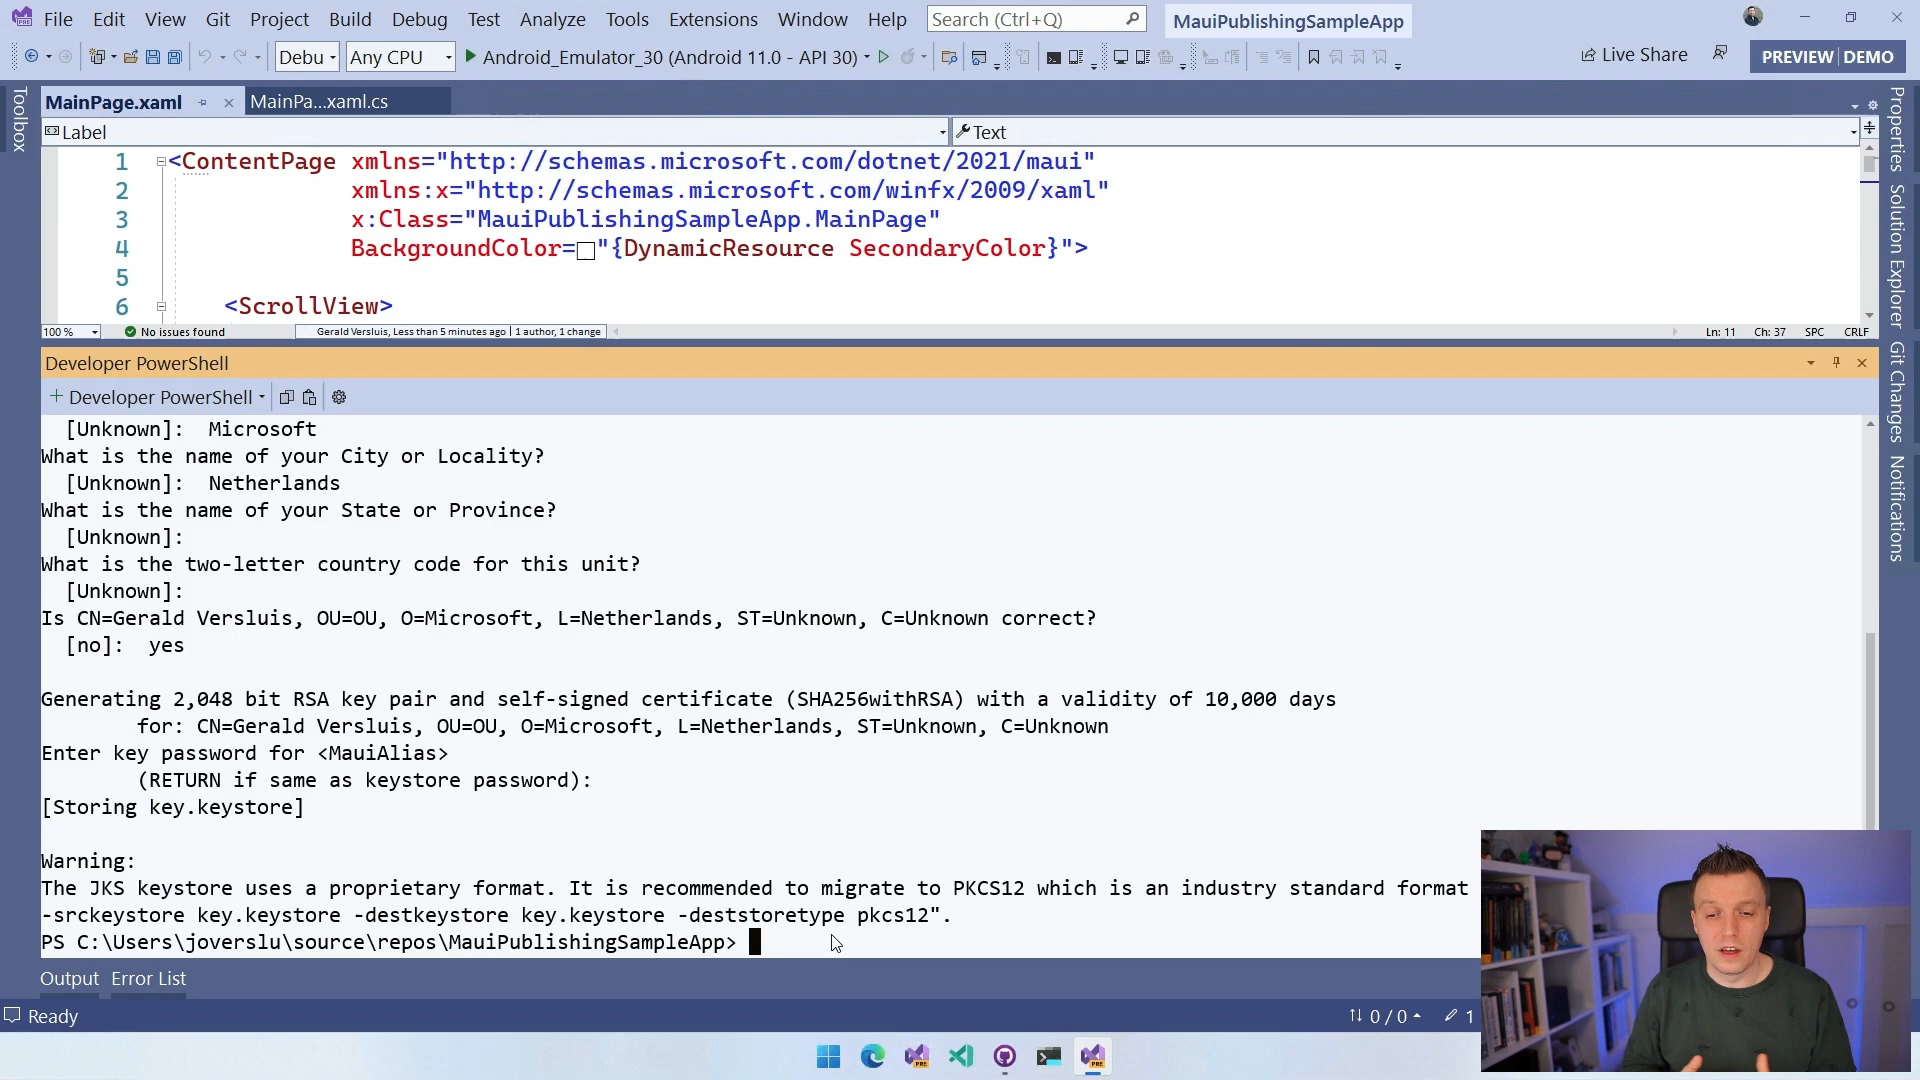 File Edit View Git Project Build Debug Test Analyze Tools Extensions Window Help Search (Ctrl+Q) MauiPublishingSampleApp
Debu Any CPU Android_Emulator_30 (Android 11.0 - API 30) Live Share PREVIEW DEMO
Toolbox
MainPage.xaml MainPa...xaml.cs
Label Text
1 <ContentPage xmlns="http://schemas.microsoft.com/dotnet/2021/maui"
2 xmlns:x="http://schemas.microsoft.com/winfx/2009/xaml"
3 x:Class="MauiPublishingSampleApp.MainPage"
4 BackgroundColor="{DynamicResource SecondaryColor}">
5
6 <ScrollView>
100 % No issues found Gerald Versluis, Less than 5 minutes ago | 1 author, 1 change Ln: 11 Ch: 37 SPC CRLF
Properties
Solution Explorer
Git Changes
Notifications
Developer PowerShell
Developer PowerShell
[Unknown]: Microsoft
What is the name of your City or Locality?
[Unknown]: Netherlands
What is the name of your State or Province?
[Unknown]:
What is the two-letter country code for this unit?
[Unknown]:
Is CN=Gerald Versluis, OU=OU, O=Microsoft, L=Netherlands, ST=Unknown, C=Unknown correct?
[no]: yes
Generating 2,048 bit RSA key pair and self-signed certificate (SHA256withRSA) with a validity of 10,000 days
for: CN=Gerald Versluis, OU=OU, O=Microsoft, L=Netherlands, ST=Unknown, C=Unknown
Enter key password for <MauiAlias>
(RETURN if same as keystore password):
[Storing key.keystore]
Warning:
The JKS keystore uses a proprietary format. It is recommended to migrate to PKCS12 which is an industry standard format
-srckeystore key.keystore -destkeystore key.keystore -deststoretype pkcs12".
PS C:\Users\joverslu\source\repos\MauiPublishingSampleApp>
Output Error List
Ready 0 / 0 1
PRE PRE